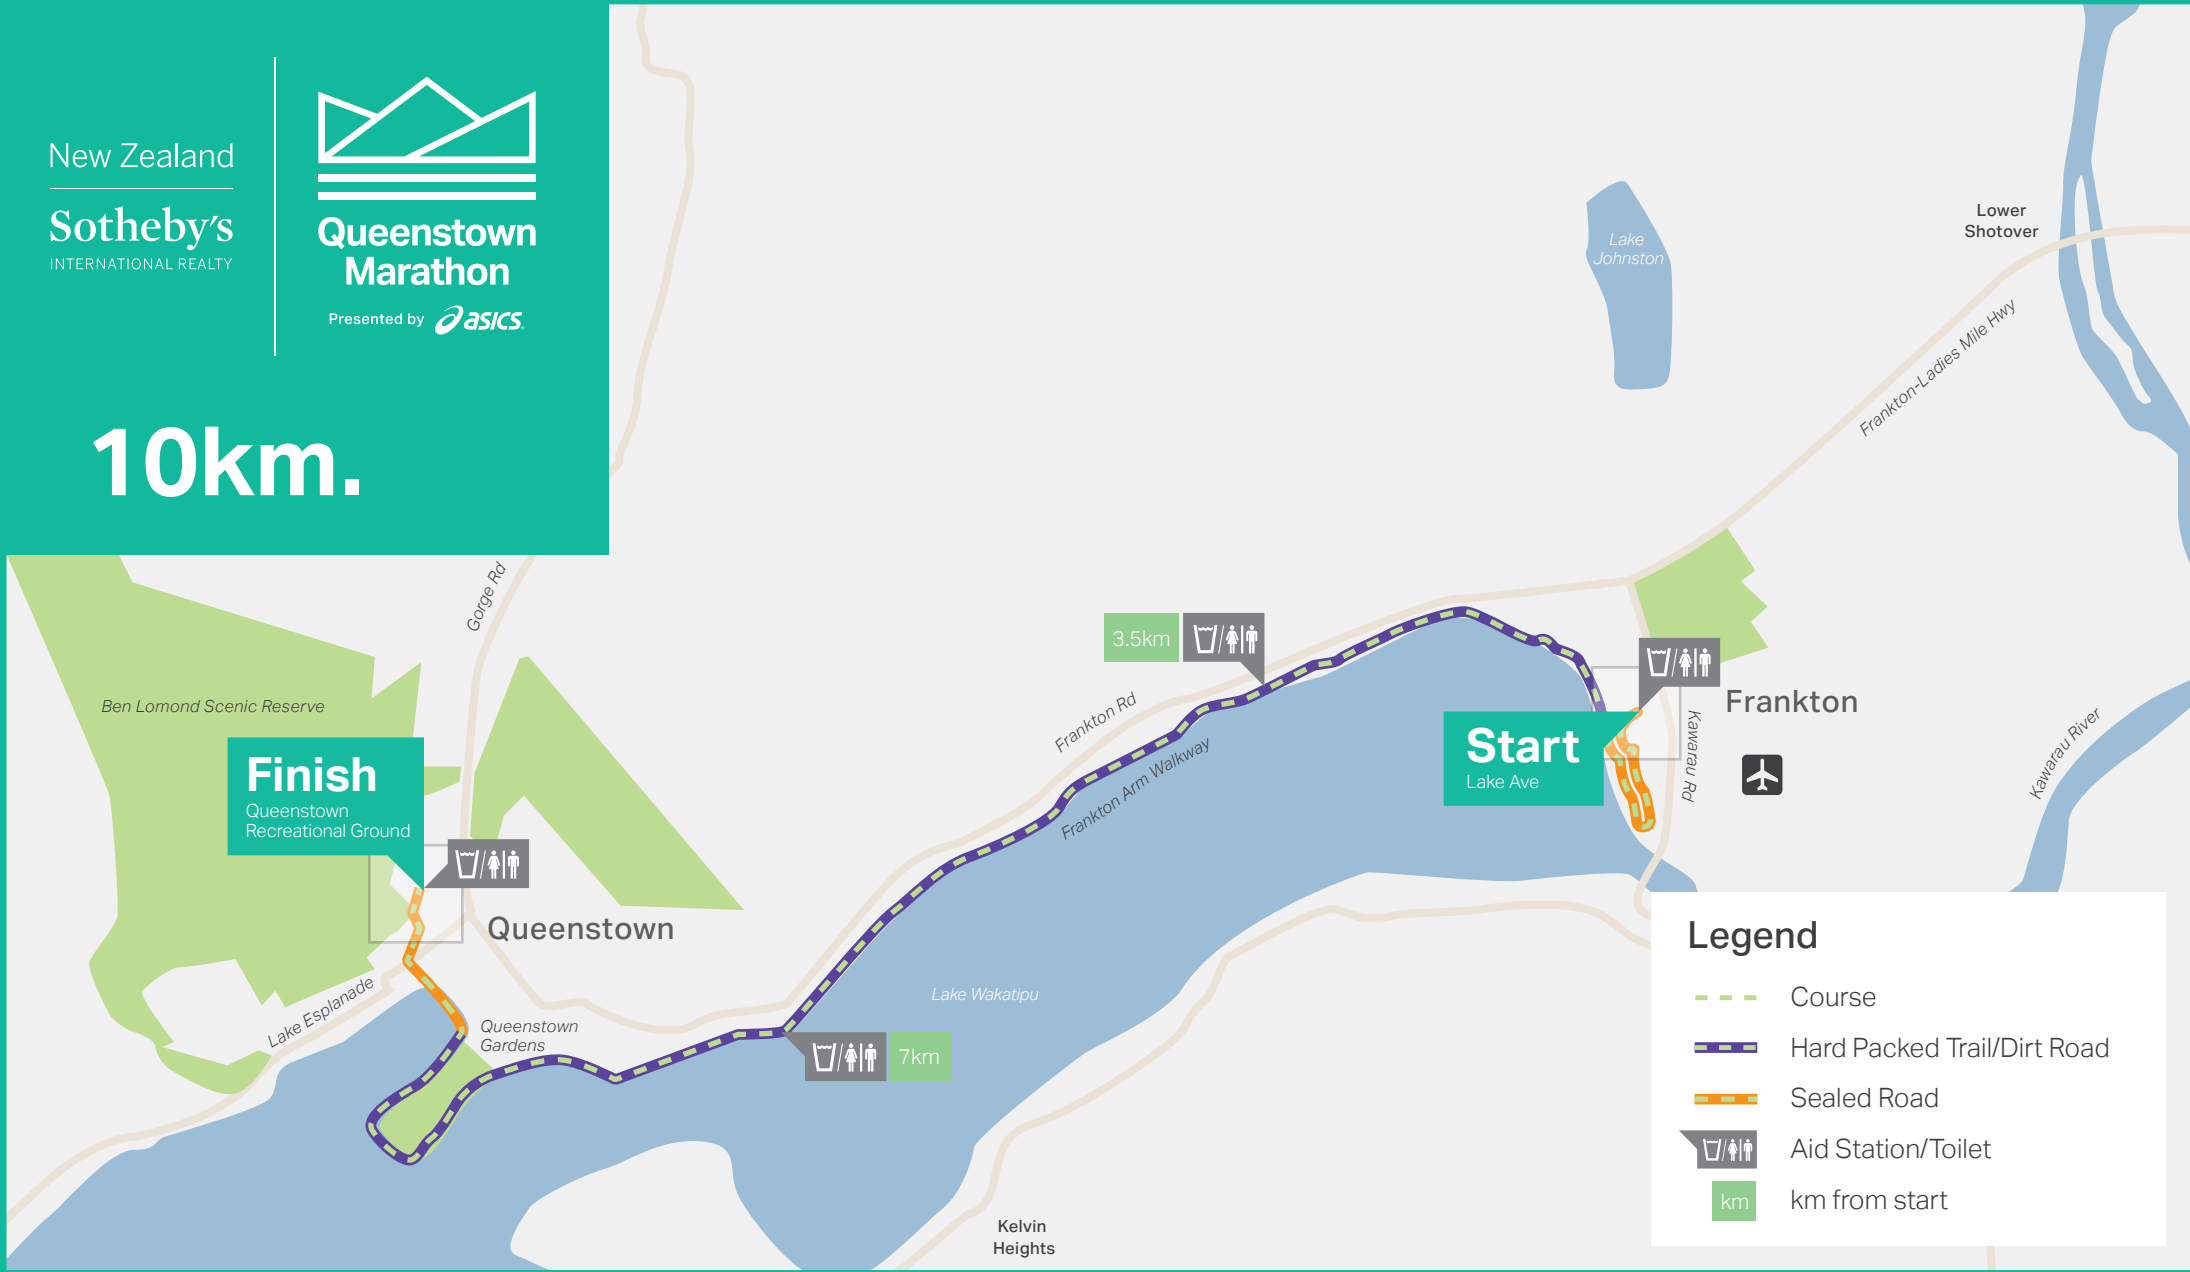 New Zealand
Sotheby's
INTERNATIONAL REALTY
Queenstown
Marathon
Presented by asics
10km.
Lake
Johnston
Lower
Shotover
Frankton-Ladies Mile Hwy
Gorge Rd
Ben Lomond Scenic Reserve
3.5km
Frankton Rd
Frankton Arm Walkway
Frankton
Start
Lake Ave
Kawarau Rd
Kawarau River
Finish
Queenstown
Recreational Ground
Queenstown
Lake Esplanade
Queenstown
Gardens
Lake Wakatipu
7km
Kelvin
Heights
Legend
Course
Hard Packed Trail/Dirt Road
Sealed Road
Aid Station/Toilet
km
km from start